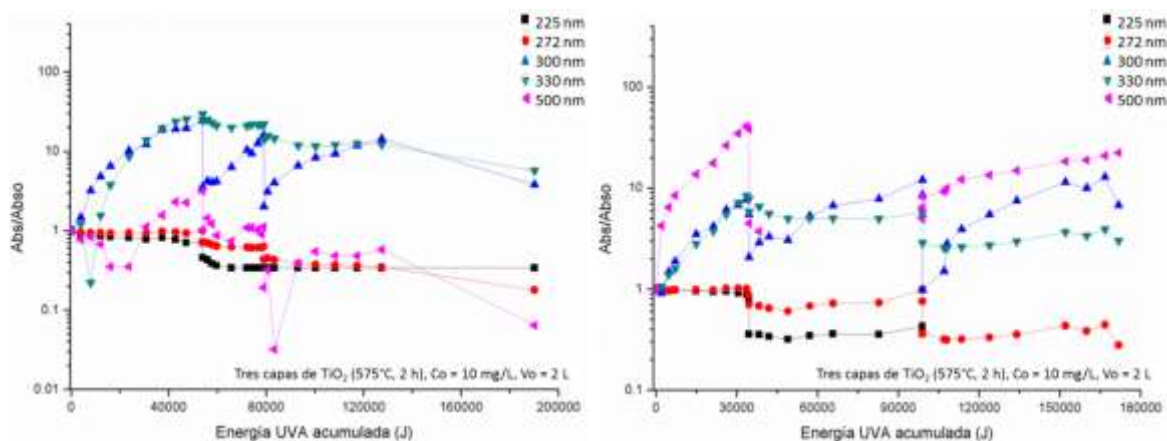 225 nm
272 nm
300 nm
330 nm
500 nm
100
10
1
0.1
0.01
Abs/Abso
0
40000
80000
120000
160000
200000
Tres capas de TiO2 (575°C, 2 h), Co = 10 mg/L, Vo = 2 L
Energía UVA acumulada (J)
225 nm
272 nm
300 nm
330 nm
500 nm
100
10
1
0.1
Abs/Abso
0
30000
60000
90000
120000
150000
180000
Tres capas de TiO2 (575°C, 2 h), Co = 10 mg/L, Vo = 2 L
Energía UVA acumulada (J)